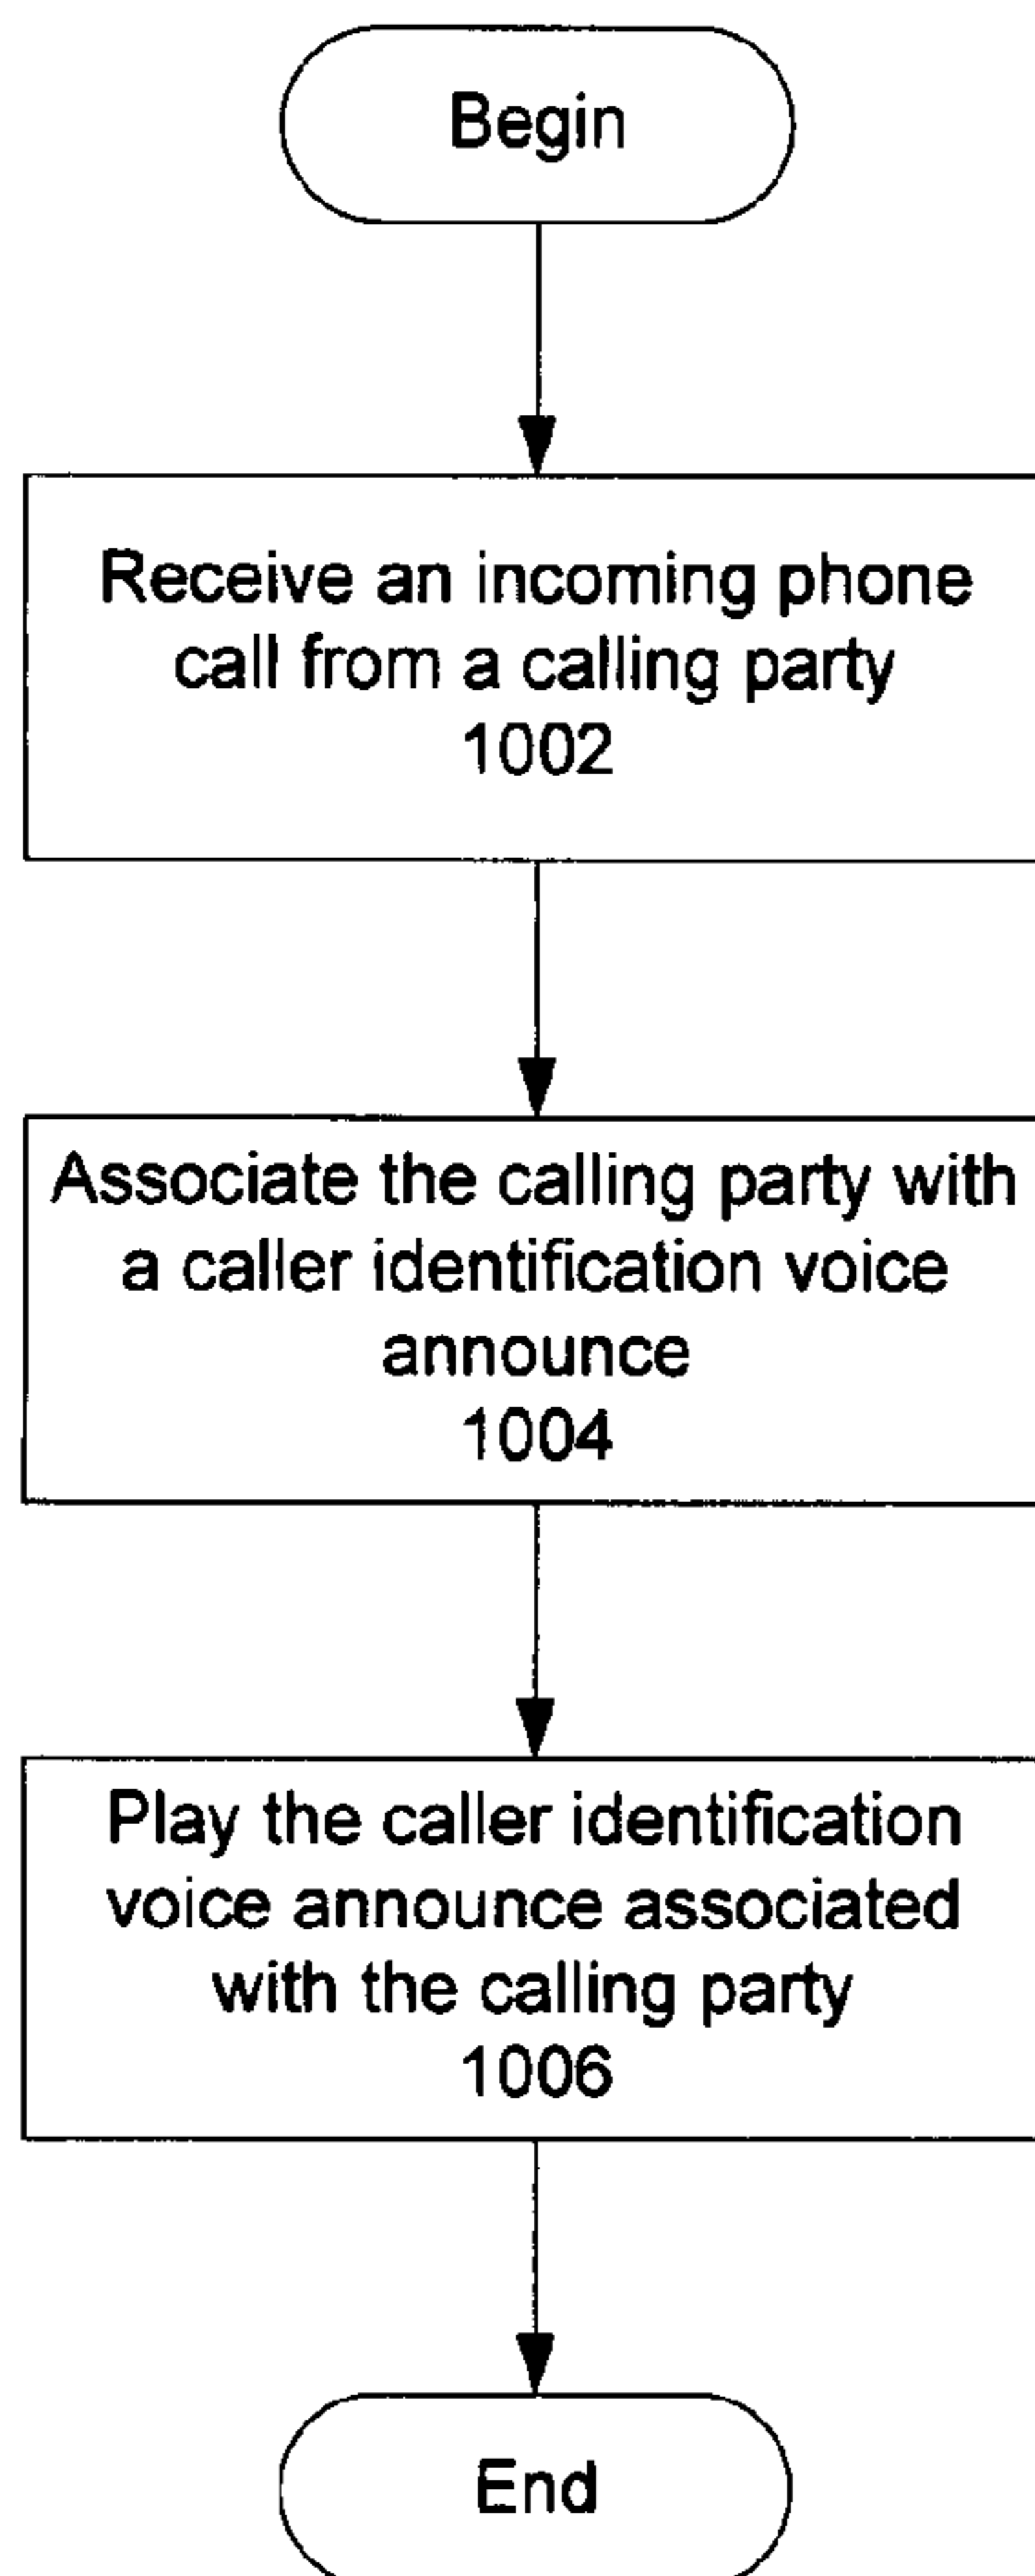 Begin
Receive an incoming phone
call from a calling party
1002
Associate the calling party with
a caller identification voice
announce
1004
Play the caller identification
voice announce associated
with the calling party
1006
End